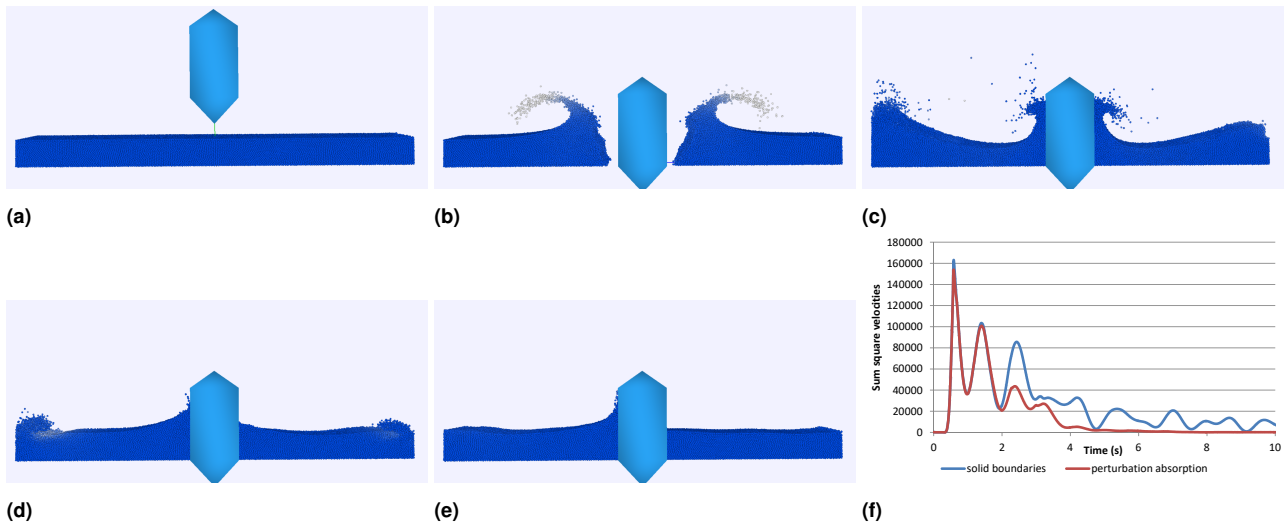 (a)
(b)
(c)
(d)
(e)
180000
160000
140000
120000
100000
80000
60000
40000
20000
0
Sum square velocities
0 2 4 6 8 10
Time (s)
solid boundaries perturbation absorption
(f)